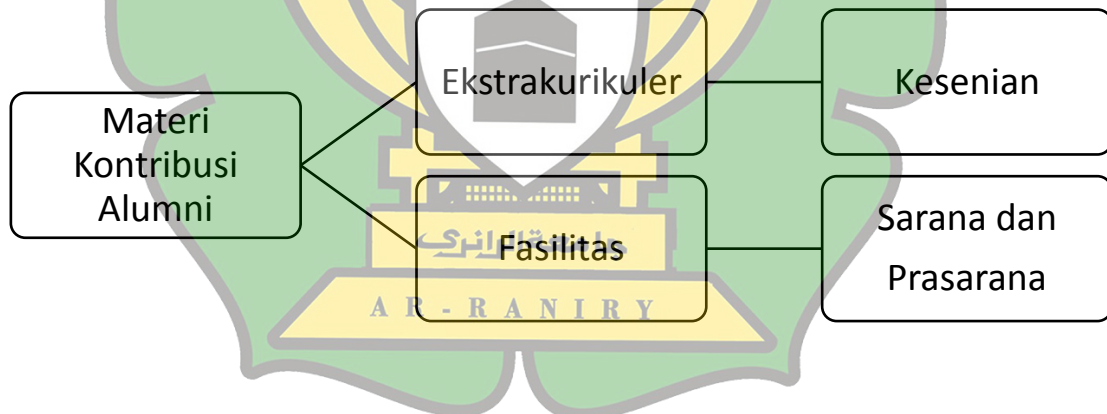 Materi
Kontribusi
Alumni
Ekstrakurikuler
Kesenian
Fasilitas
Sarana dan
Prasarana
AR-RANIRY